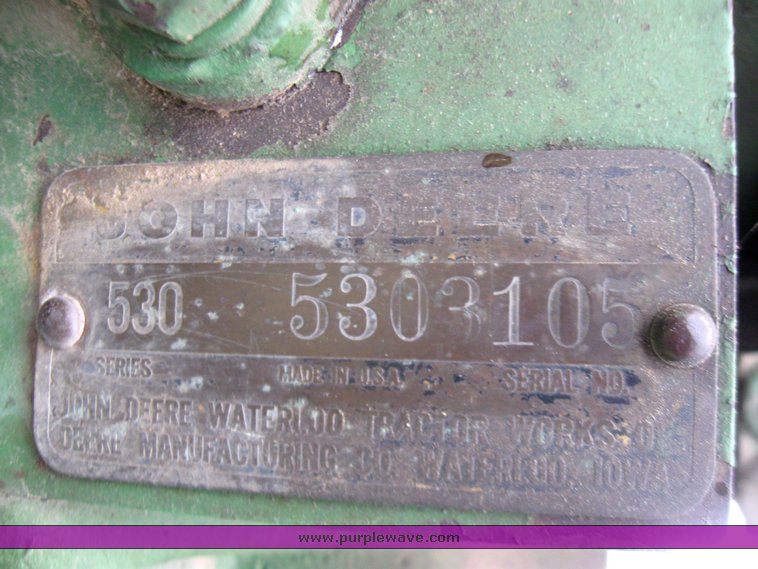 JOHN DEERE
530 5303105
SERIES MADE IN U.S.A. SERIAL NO.
JOHN DEERE WATERLOO TRACTOR WORKS OF
DEERE MANUFACTURING CO. WATERLOO, IOWA
www.purplewave.com